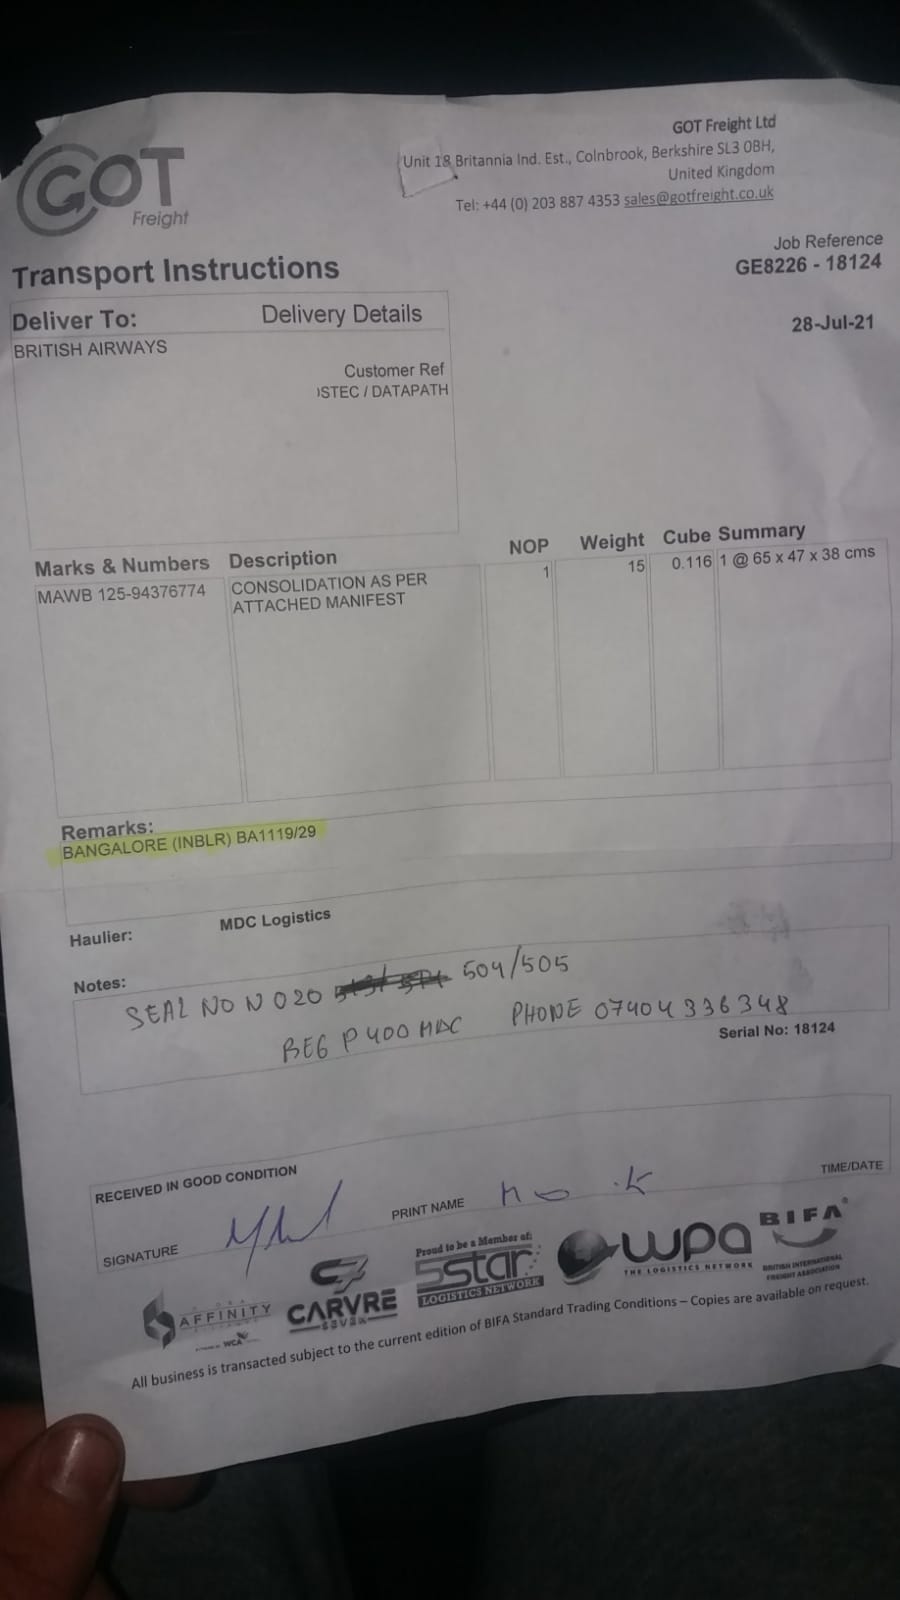 GOT Freight
GOT Freight Ltd
Unit 18 Britannia Ind. Est., Colnbrook, Berkshire SL3 0BH,
United Kingdom
Tel: +44 (0) 203 887 4353 sales@gotfreight.co.uk
Transport Instructions
Job Reference
GE8226 - 18124
28-Jul-21
Deliver To: Delivery Details
BRITISH AIRWAYS
Customer Ref
STEC / DATAPATH
Marks & Numbers Description NOP Weight Cube Summary
MAWB 125-94376774 CONSOLIDATION AS PER 1 15 0.116 1 @ 65 x 47 x 38 cms
ATTACHED MANIFEST
Remarks:
BANGALORE (INBLR) BA1119/29
Haulier: MDC Logistics
Notes:
SEAL NO N 020 504/505
REG P400 MDC PHONE 07404 336348
Serial No: 18124
RECEIVED IN GOOD CONDITION
TIME/DATE
SIGNATURE PRINT NAME
AFFINITY
WCA
CARVRE
SEVEN
Proud to be a Member of:
5star
LOGISTICS NETWORK
wpa
THE LOGISTICS NETWORK
BIFA
BRITISH INTERNATIONAL
FREIGHT ASSOCIATION
All business is transacted subject to the current edition of BIFA Standard Trading Conditions – Copies are available on request.